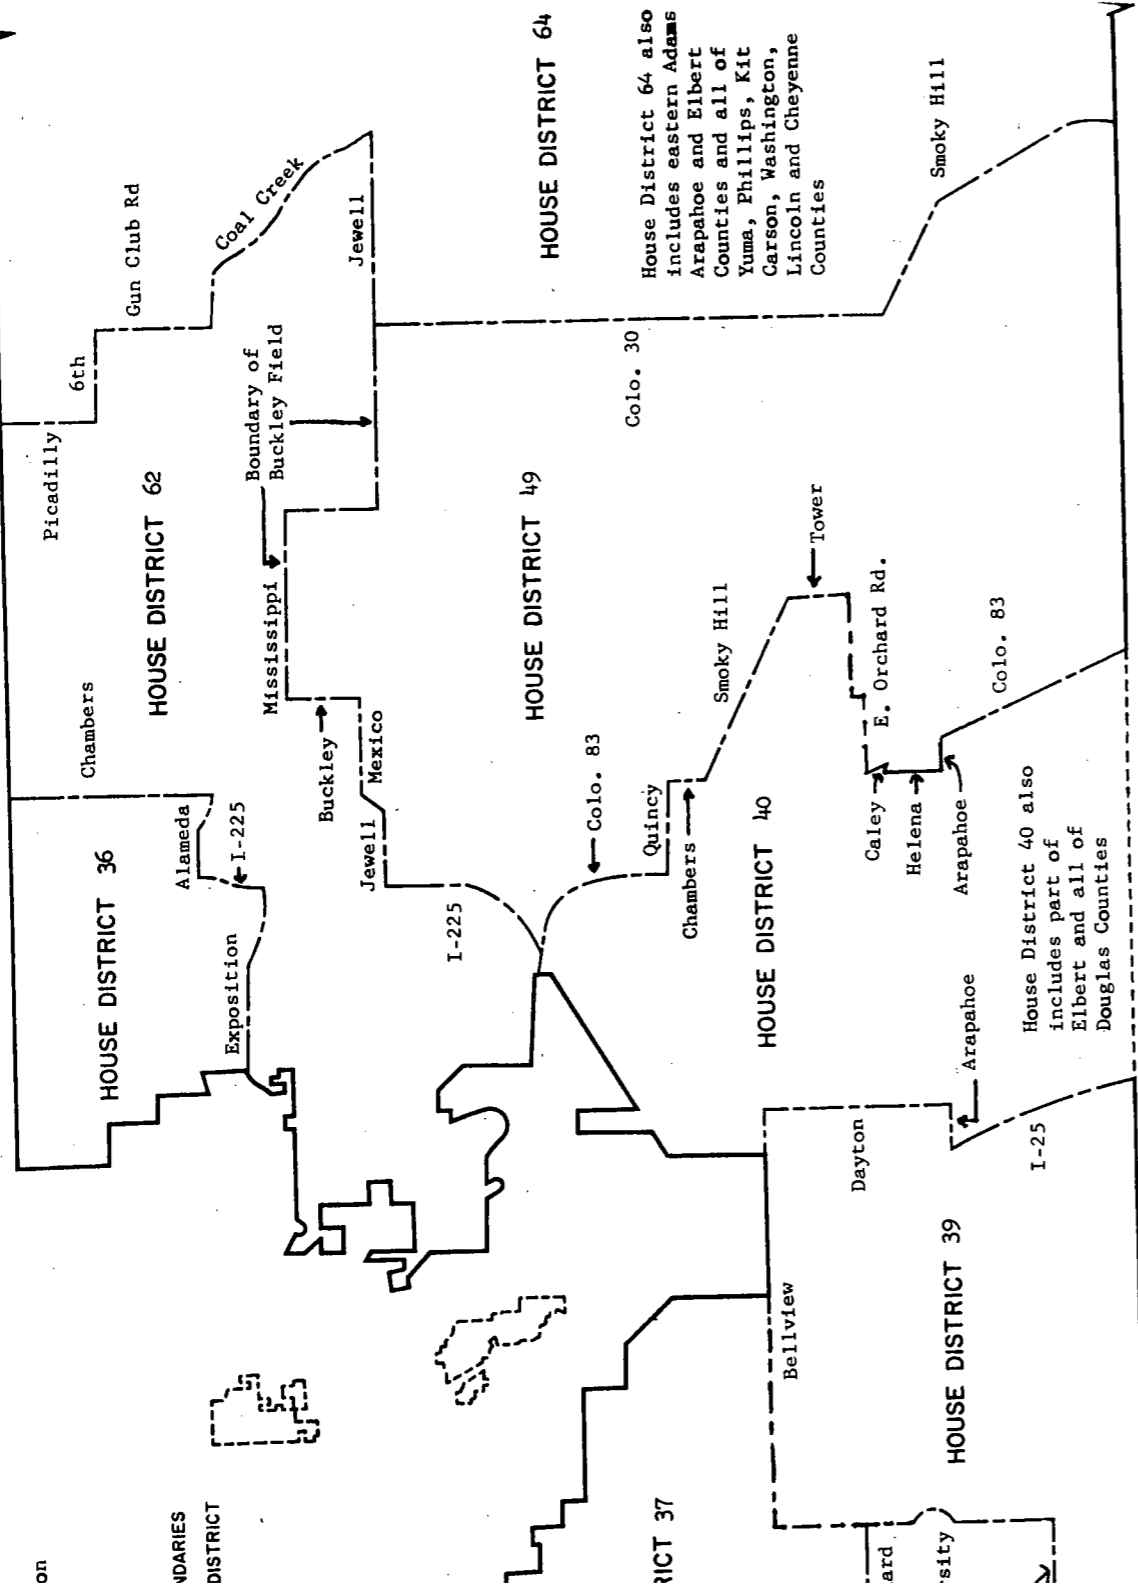 on
NDARIES
DISTRICT
HOUSE DISTRICT 36
Chambers
Alameda
I-225
Exposition
HOUSE DISTRICT 62
Picadilly
6th
Gun Club Rd
Coal Creek
Jewell
Boundary of
Buckley Field
Mississippi
Buckley
Mexico
Jewell
I-225
HOUSE DISTRICT 49
Colo. 83
Quincy
Chambers
Smoky Hill
Tower
E. Orchard Rd.
Caley
Helena
Arapahoe
Colo. 83
Colo. 30
HOUSE DISTRICT 64
House District 64 also
includes eastern Adams
Arapahoe and Elbert
Counties and all of
Yuma, Phillips, Kit
Carson, Washington,
Lincoln and Cheyenne
Counties
Smoky Hill
HOUSE DISTRICT 40
House District 40 also
includes part of
Elbert and all of
Douglas Counties
Arapahoe
Dayton
I-25
Bellview
HOUSE DISTRICT 39
RICT 37
ard
rsity